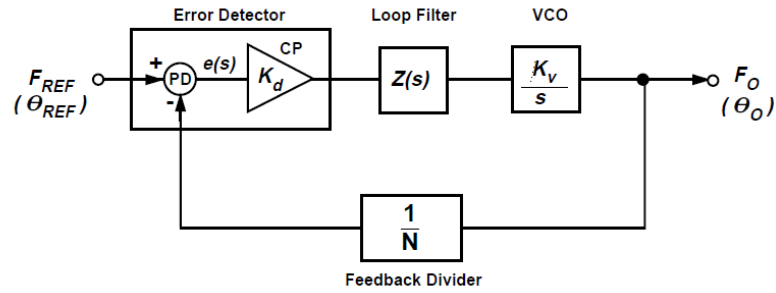 Error Detector
Loop Filter
VCO
CP
F_REF
(Θ_REF)
+
PD
-
e(s)
K_d
Z(s)
K_v
s
F_O
(Θ_O)
1
N
Feedback Divider